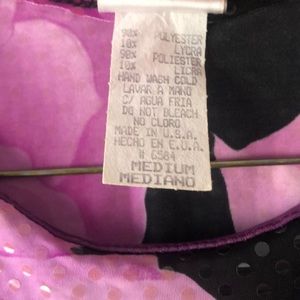 90% POLYESTER
10% LYCRA
90% POLIESTER
10% LICRA
HAND WASH COLD
LAVAR A MANO
C/ AGUA FRIA
DO NOT BLEACH
NO CLORO
MADE IN U.S.A.
HECHO EN E.U.A.
# 6504
MEDIUM
MEDIANO